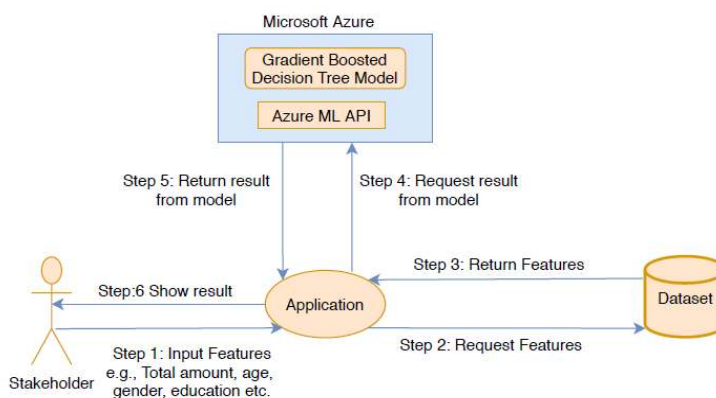 Microsoft Azure
Gradient Boosted
Decision Tree Model
Azure ML API
Step 5: Return result
from model
Step 4: Request result
from model
Step 3: Return Features
Step:6 Show result
Application
Dataset
Step 1: Input Features
e.g., Total amount, age,
gender, education etc.
Step 2: Request Features
Stakeholder